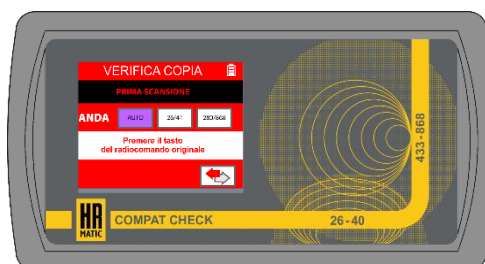 VERIFICA COPIA
PRIMA SCANSIONE
ANDA AUTO 26/41 280/868
Premere il tasto
del radiocomando originale
433-868
HR
MATIC
COMPAT CHECK
26-40